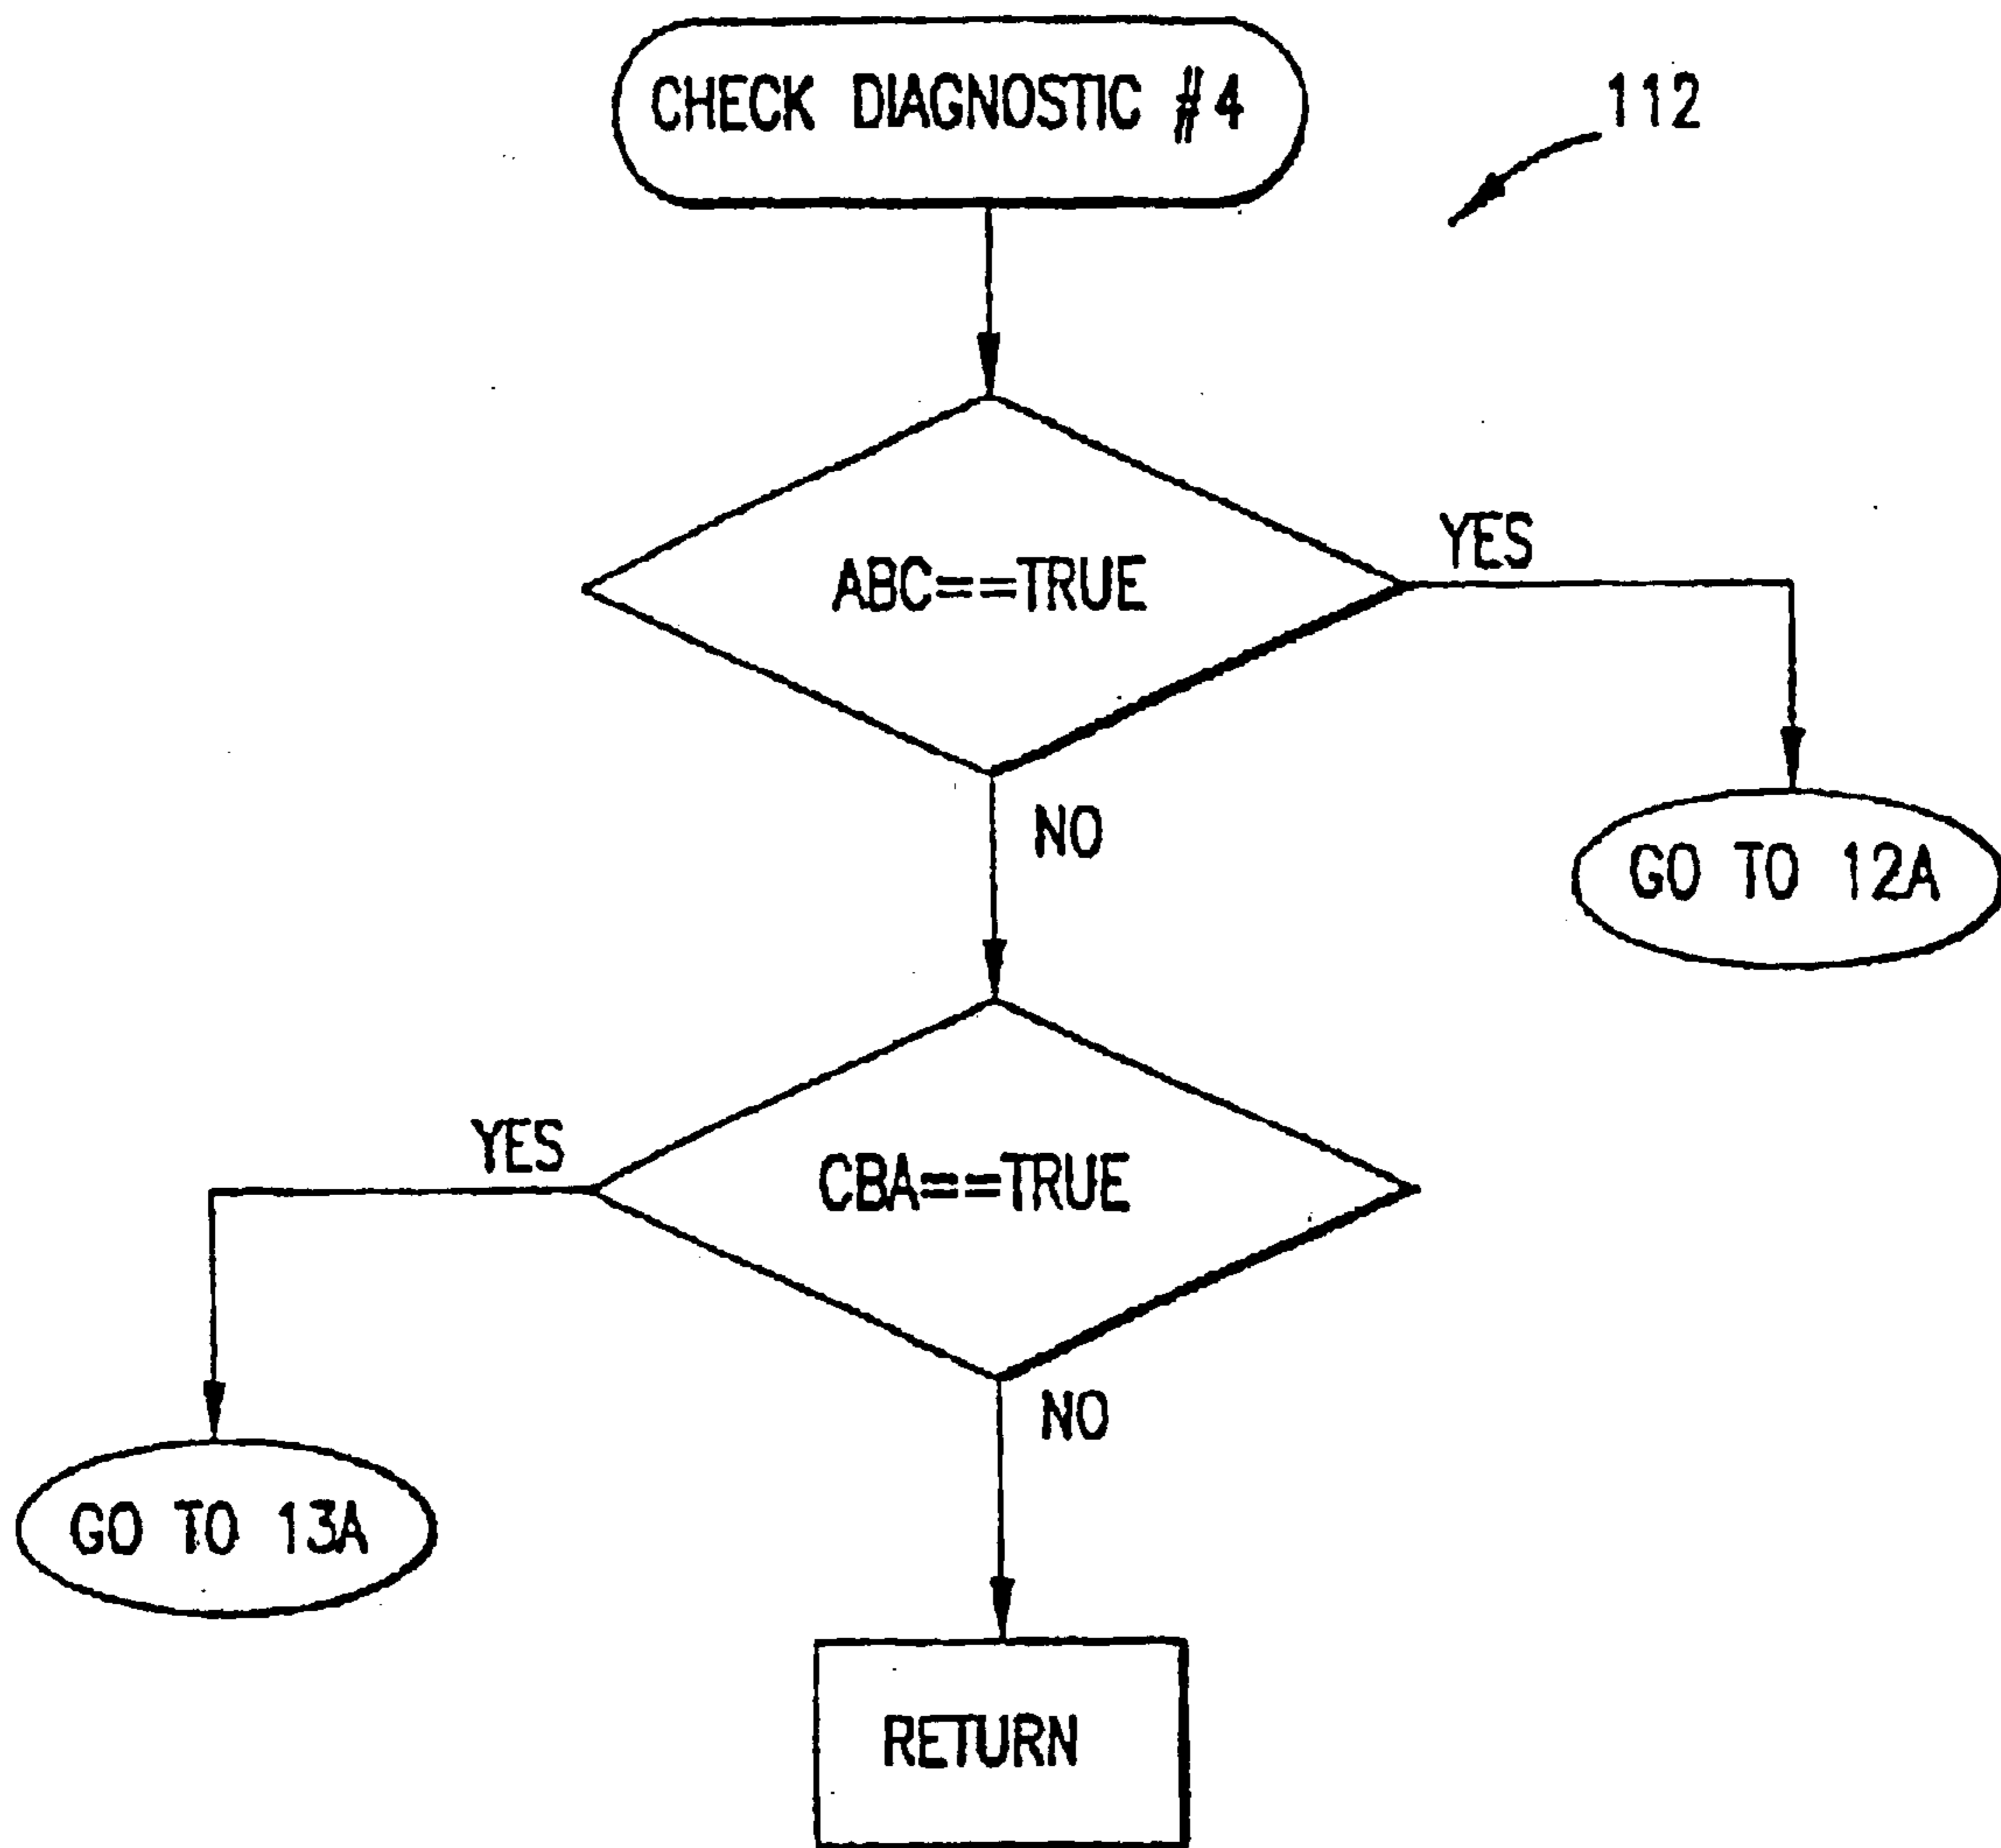 CHECK DIAGNOSTIC #4
112
ABC==TRUE
YES
NO
GO TO 12A
CBA==TRUE
YES
NO
GO TO 13A
RETURN